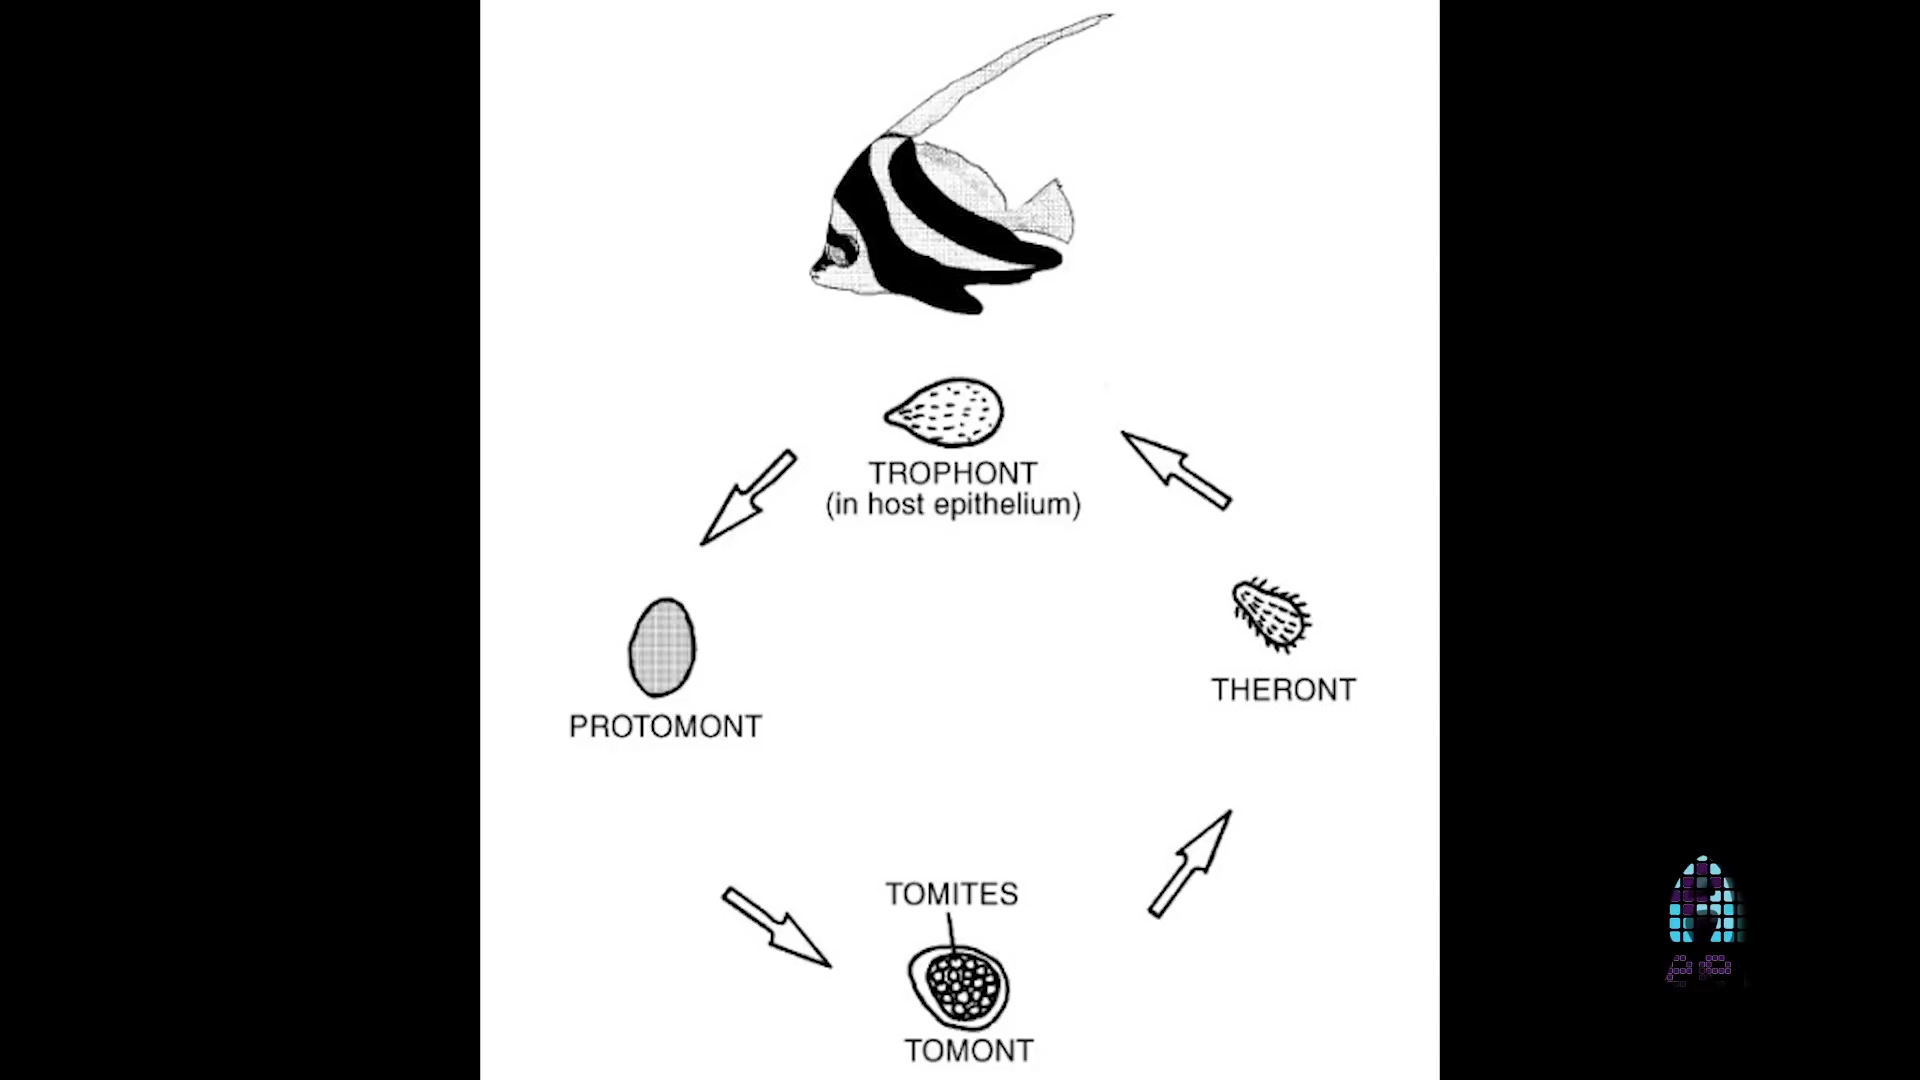 TROPHONT
(in host epithelium)
THERONT
PROTOMONT
TOMITES
TOMONT